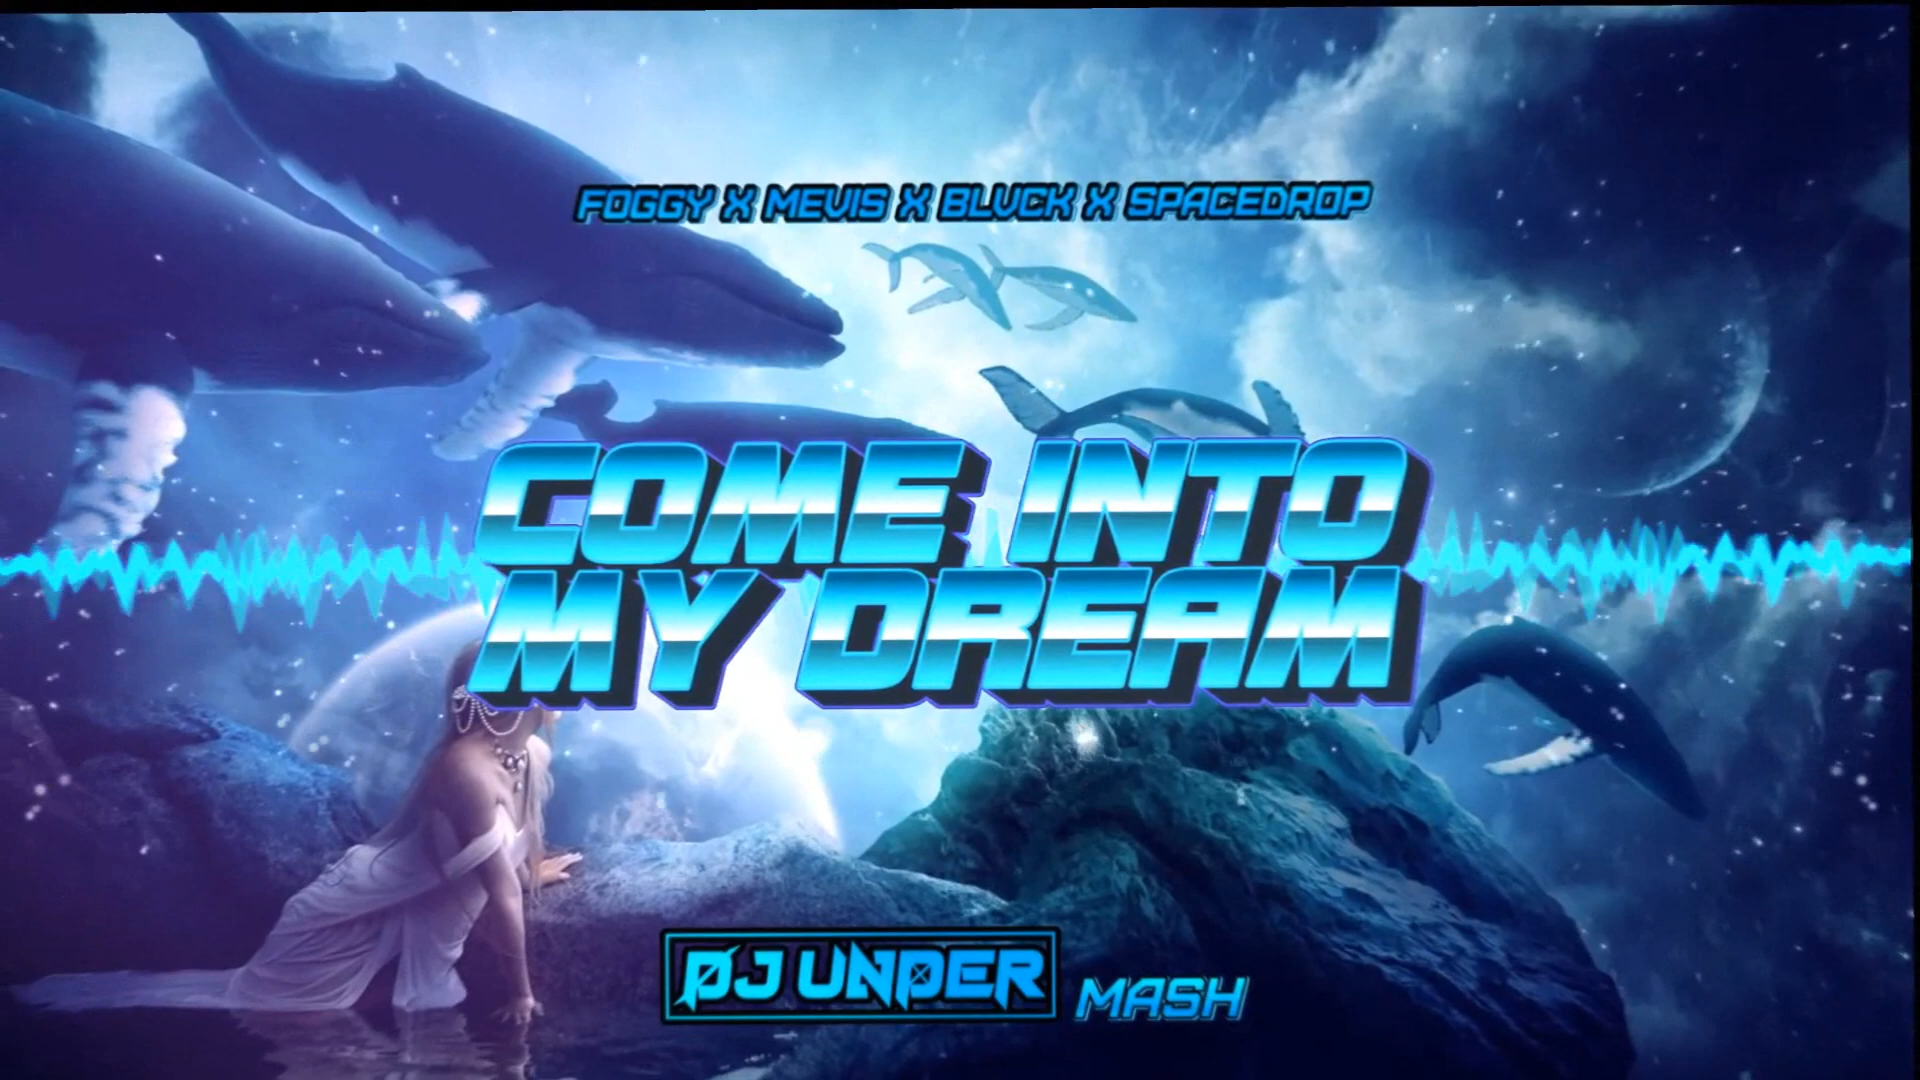 FOGGY X MEVIS X BLVCK X SPACEDROP
COME INTO
MY DREAM
DJ UNDER MASH